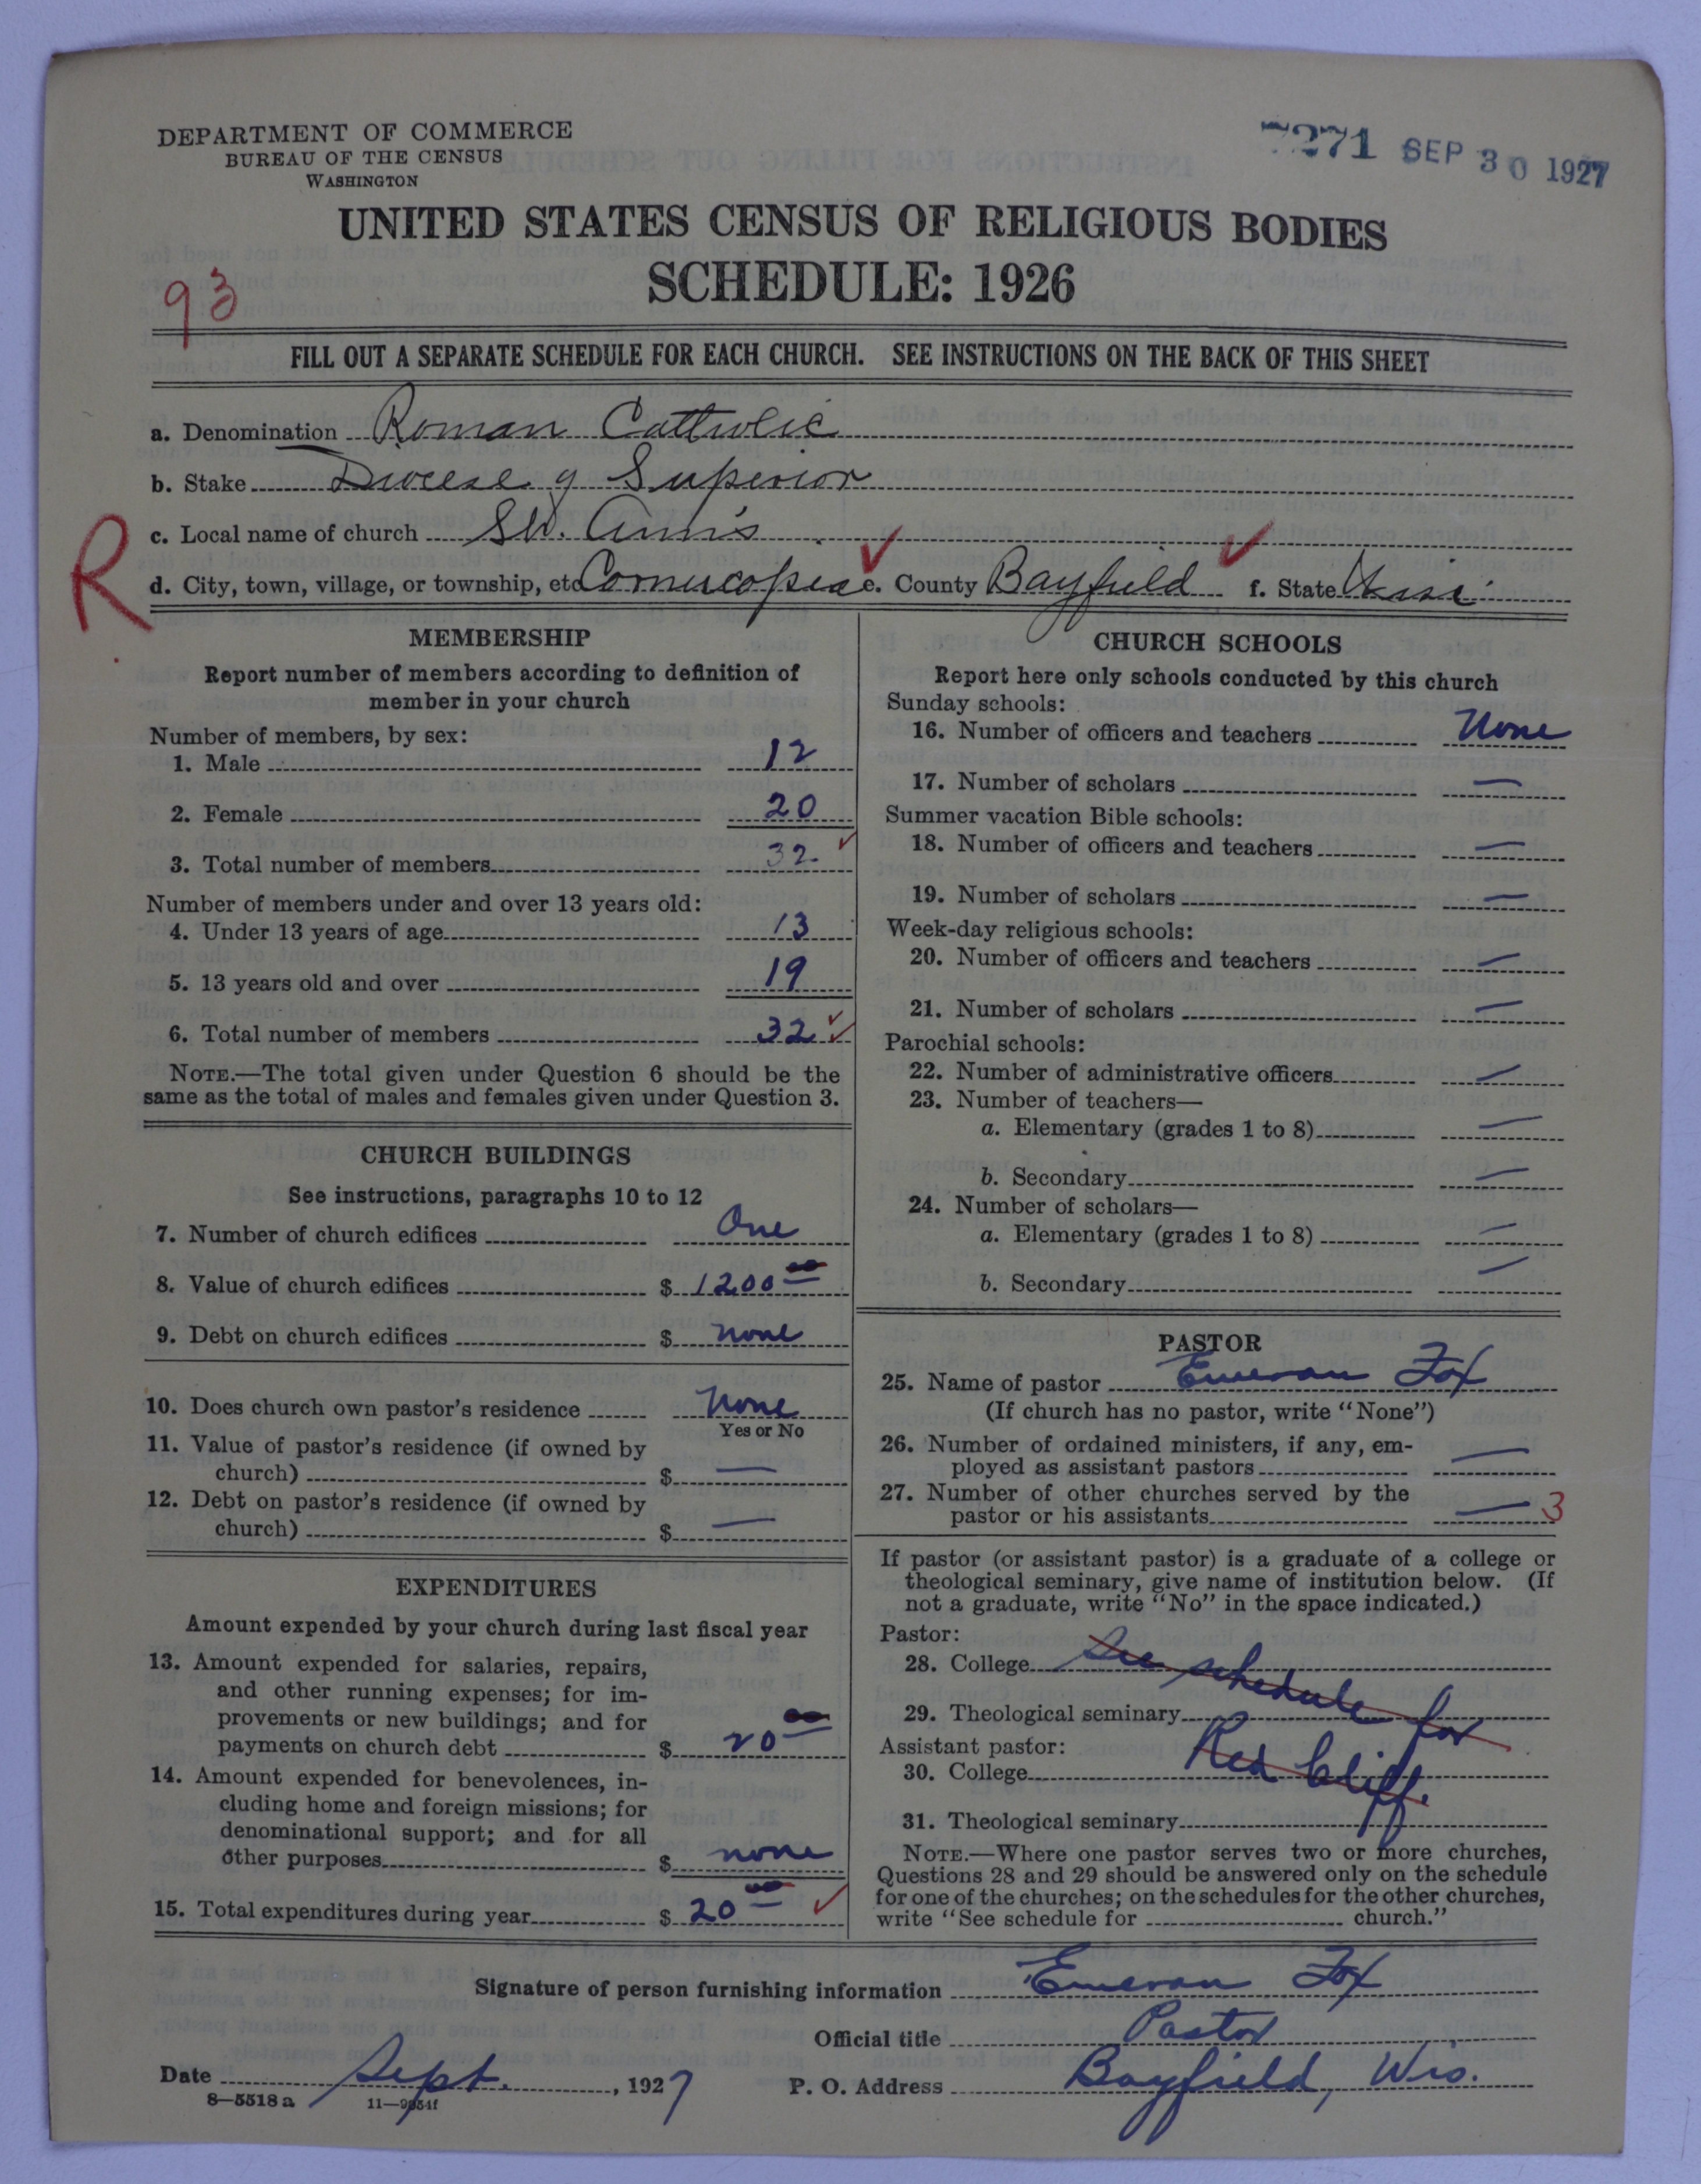 DEPARTMENT OF COMMERCE
BUREAU OF THE CENSUS
WASHINGTON
7271 SEP 30 1927
UNITED STATES CENSUS OF RELIGIOUS BODIES
SCHEDULE: 1926
93
FILL OUT A SEPARATE SCHEDULE FOR EACH CHURCH. SEE INSTRUCTIONS ON THE BACK OF THIS SHEET
a. Denomination Roman Catholic
b. Stake Diocese of Superior
c. Local name of church St. Ann's
R
d. City, town, village, or township, etc Cornucopia e. County Bayfield f. State Wisc
MEMBERSHIP
Report number of members according to definition of
member in your church
Number of members, by sex:
1. Male 12
2. Female 20
3. Total number of members 32
Number of members under and over 13 years old:
4. Under 13 years of age 13
5. 13 years old and over 19
6. Total number of members 32
NOTE.—The total given under Question 6 should be the
same as the total of males and females given under Question 3.
CHURCH BUILDINGS
See instructions, paragraphs 10 to 12
7. Number of church edifices One
8. Value of church edifices $ 1200 00
9. Debt on church edifices $ none
10. Does church own pastor's residence None
Yes or No
11. Value of pastor's residence (if owned by
church) $ —
12. Debt on pastor's residence (if owned by
church) $ —
EXPENDITURES
Amount expended by your church during last fiscal year
13. Amount expended for salaries, repairs,
and other running expenses; for im-
provements or new buildings; and for
payments on church debt $ 20 00
14. Amount expended for benevolences, in-
cluding home and foreign missions; for
denominational support; and for all
other purposes $ none
15. Total expenditures during year $ 20 00
CHURCH SCHOOLS
Report here only schools conducted by this church
Sunday schools:
16. Number of officers and teachers None
17. Number of scholars —
Summer vacation Bible schools:
18. Number of officers and teachers —
19. Number of scholars —
Week-day religious schools:
20. Number of officers and teachers —
21. Number of scholars —
Parochial schools:
22. Number of administrative officers —
23. Number of teachers—
a. Elementary (grades 1 to 8) —
b. Secondary —
24. Number of scholars—
a. Elementary (grades 1 to 8) —
b. Secondary —
PASTOR
25. Name of pastor Emeran Fox
(If church has no pastor, write "None")
26. Number of ordained ministers, if any, em-
ployed as assistant pastors —
27. Number of other churches served by the
pastor or his assistants — 3
If pastor (or assistant pastor) is a graduate of a college or
theological seminary, give name of institution below. (If
not a graduate, write "No" in the space indicated.)
Pastor:
28. College See schedule for
29. Theological seminary
Assistant pastor: Red Cliff.
30. College
31. Theological seminary
NOTE.—Where one pastor serves two or more churches,
Questions 28 and 29 should be answered only on the schedule
for one of the churches; on the schedules for the other churches,
write "See schedule for church."
Signature of person furnishing information Emeran Fox
Official title Pastor
Date Sept. , 1927 P. O. Address Bayfield, Wis.
8—5518 a 11—9054f